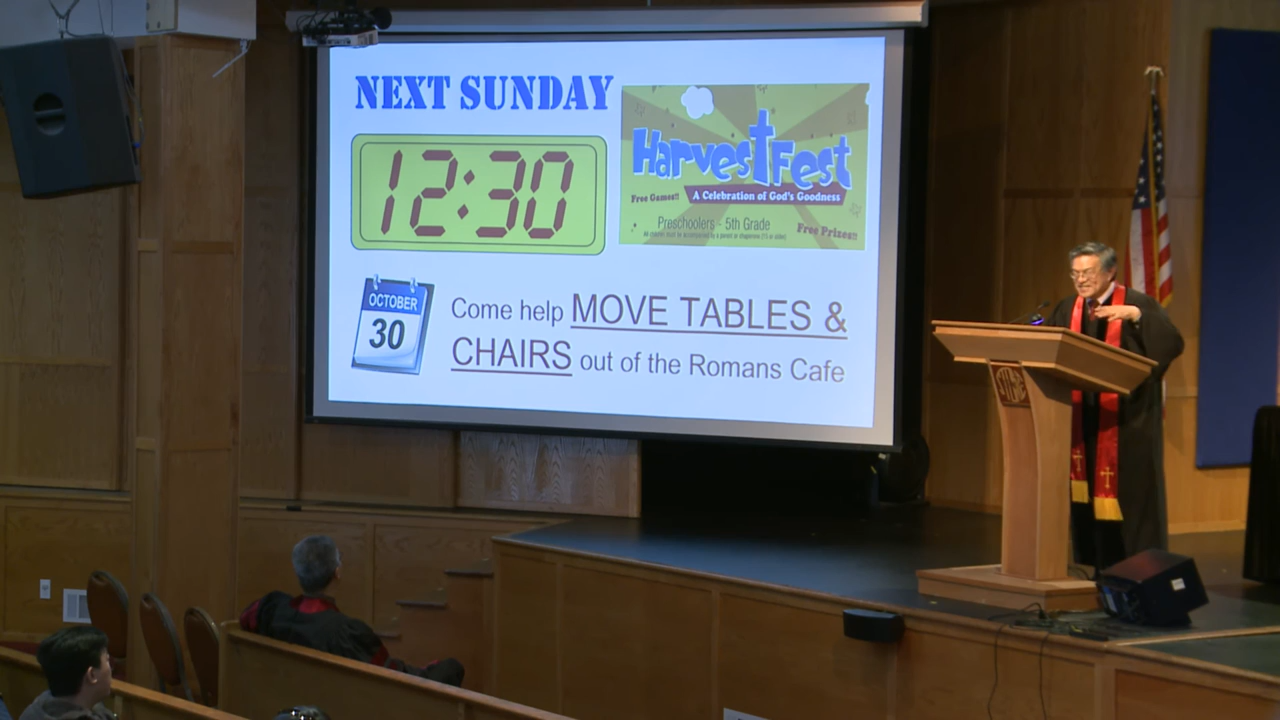 NEXT SUNDAY
12:30
HarvestFest
A Celebration of God's Goodness
Free Games!!
Preschoolers - 5th Grade
Free Prizes!!
OCTOBER
30
Come help MOVE TABLES &
CHAIRS out of the Romans Cafe